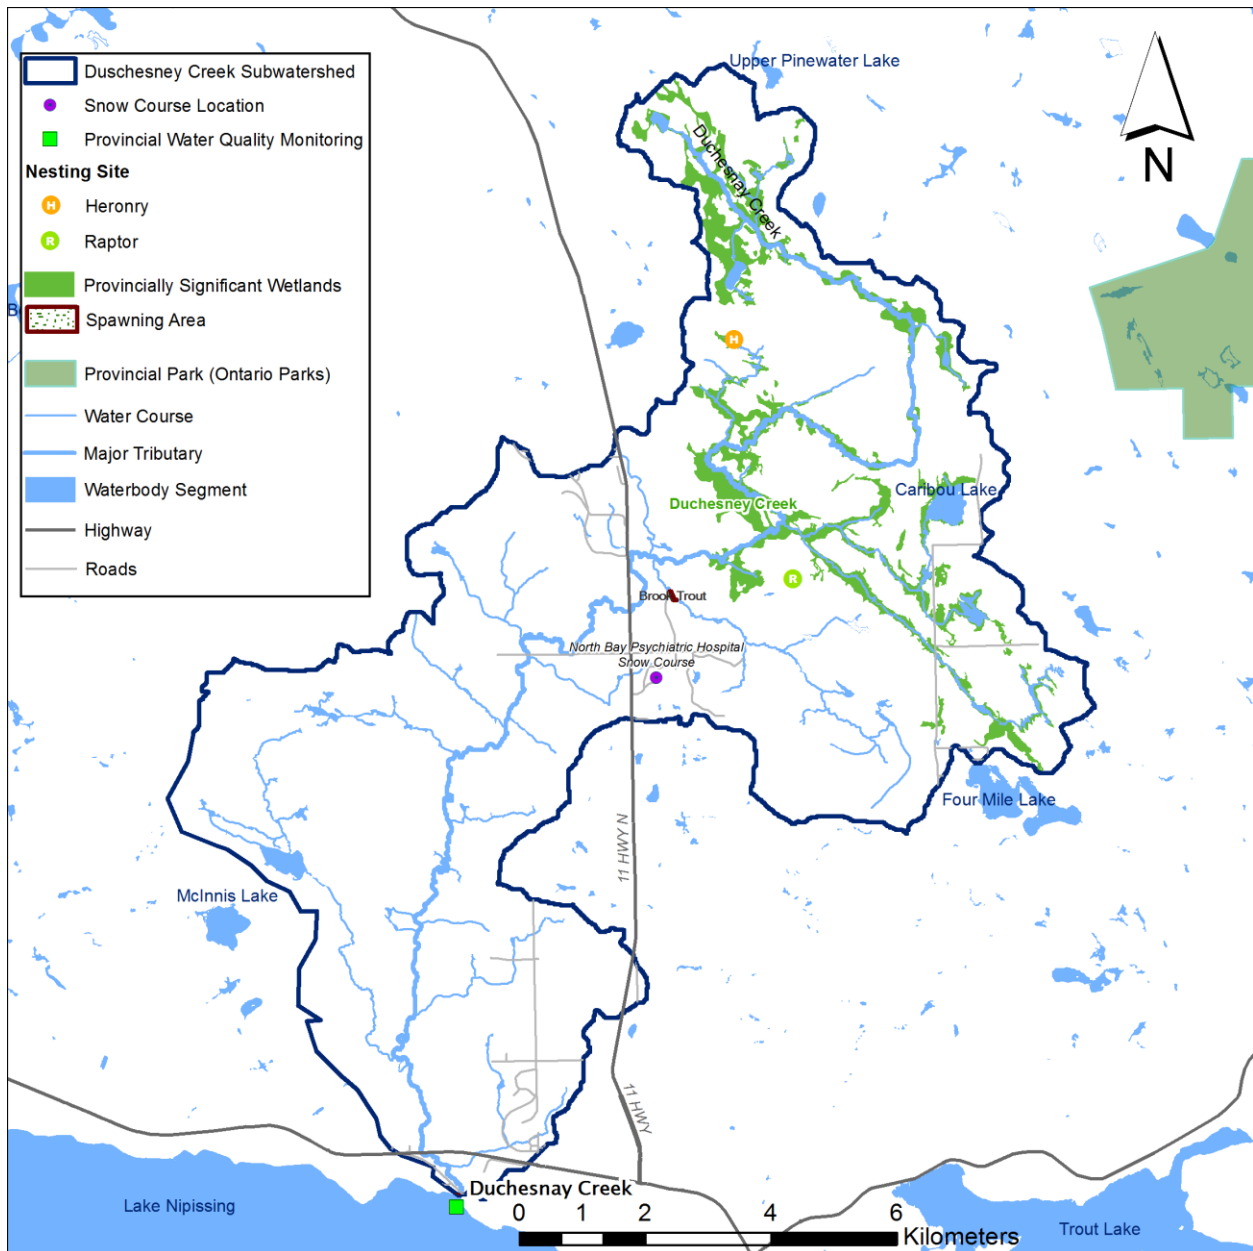 Duschesney Creek Subwatershed
Snow Course Location
Provincial Water Quality Monitoring
Nesting Site
H Heronry
R Raptor
Provincially Significant Wetlands
Spawning Area
Provincial Park (Ontario Parks)
Water Course
Major Tributary
Waterbody Segment
Highway
Roads
Upper Pinewater Lake
N
Duchesnay Creek
H
Caribou Lake
Duchesney Creek
R
Brook Trout
North Bay Psychiatric Hospital
Snow Course
Four Mile Lake
11 HWY N
McInnis Lake
11 HWY
Duchesnay Creek
Lake Nipissing
0 1 2 4 6
Kilometers
Trout Lake